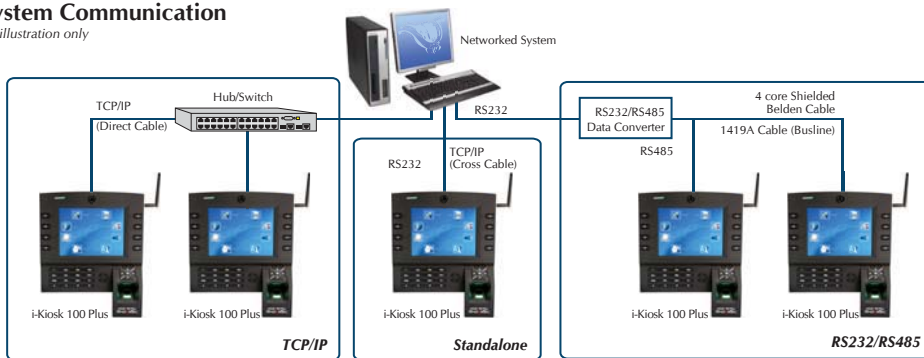 stem Communication
illustration only
Networked System
TCP/IP
(Direct Cable)
Hub/Switch
RS232
RS232/RS485
Data Converter
4 core Shielded
Belden Cable
1419A Cable (Busline)
RS485
RS232
TCP/IP
(Cross Cable)
i-Kiosk 100 Plus
i-Kiosk 100 Plus
i-Kiosk 100 Plus
i-Kiosk 100 Plus
i-Kiosk 100 Plus
TCP/IP
Standalone
RS232/RS485